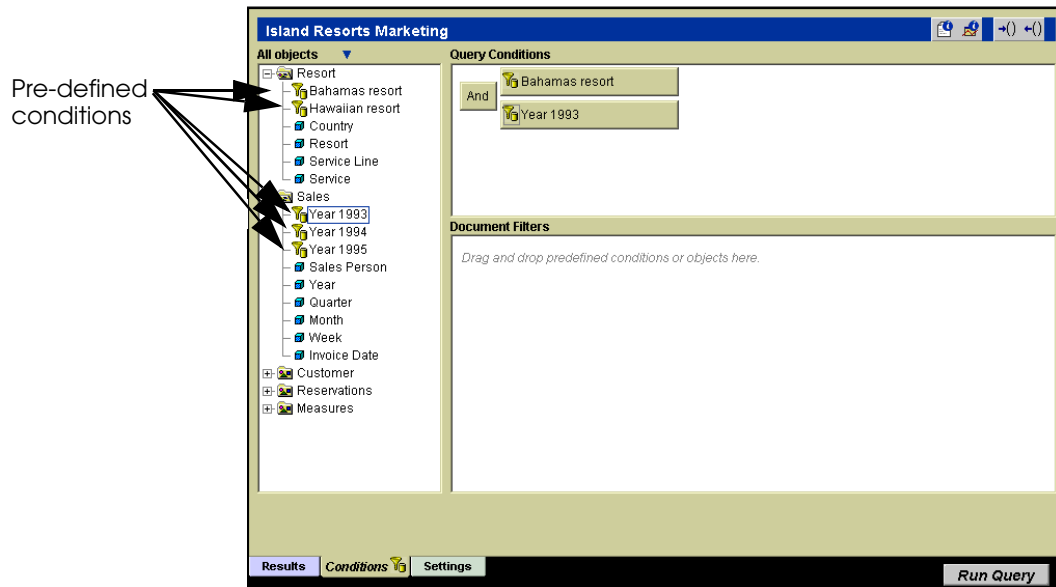 Island Resorts Marketing
All objects
Query Conditions
Pre-defined
conditions
Resort
Bahamas resort
Hawaiian resort
Country
Resort
Service Line
Service
Sales
Year 1993
Year 1994
Year 1995
Sales Person
Year
Quarter
Month
Week
Invoice Date
Customer
Reservations
Measures
And
Bahamas resort
Year 1993
Document Filters
Drag and drop predefined conditions or objects here.
Results
Conditions
Settings
Run Query